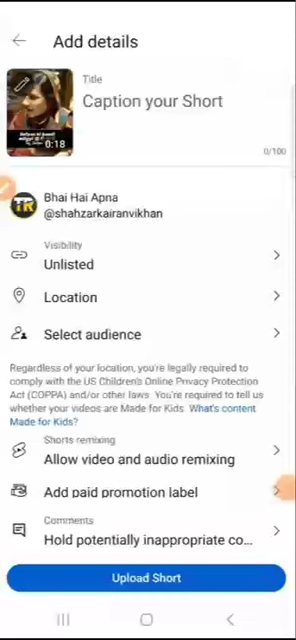 Add details
Title
Caption your Short
0:18
0/100
TR
Bhai Hai Apna
@shahzarkairanvikhan
Visibility
Unlisted
Location
Select audience
Regardless of your location, you're legally required to
comply with the US Children's Online Privacy Protection
Act (COPPA) and/or other laws. You're required to tell us
whether your videos are Made for Kids. What's content
Made for Kids?
Shorts remixing
Allow video and audio remixing
Add paid promotion label
Comments
Hold potentially inappropriate co...
Upload Short